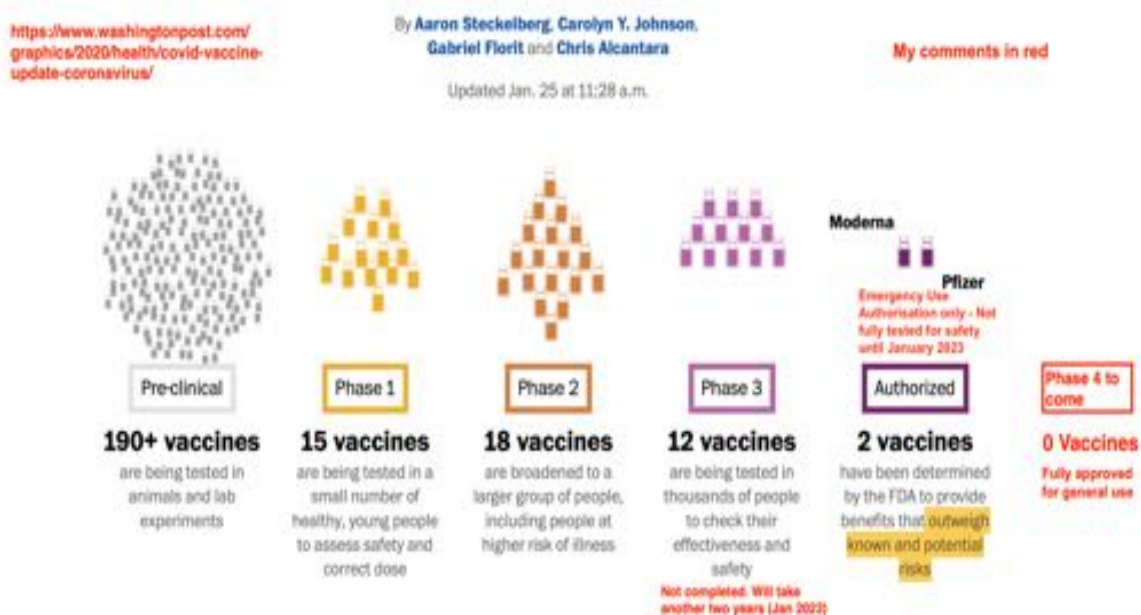 https://www.washingtonpost.com/
graphics/2020/health/covid-vaccine-
update-coronavirus/
By Aaron Steckelberg, Carolyn Y. Johnson,
Gabriel Florit and Chris Alcantara
Updated Jan. 25 at 11:28 a.m.
My comments in red
Moderna
Pfizer
Emergency Use
Authorisation only - Not
fully tested for safety
until January 2023
Pre-clinical
190+ vaccines
are being tested in
animals and lab
experiments
Phase 1
15 vaccines
are being tested in a
small number of
healthy, young people
to assess safety and
correct dose
Phase 2
18 vaccines
are broadened to a
larger group of people,
including people at
higher risk of illness
Phase 3
12 vaccines
are being tested in
thousands of people
to check their
effectiveness and
safety
Not completed. Will take
another two years (Jan 2023)
Authorized
2 vaccines
have been determined
by the FDA to provide
benefits that outweigh
known and potential
risks
Phase 4 to
come
0 Vaccines
Fully approved
for general use